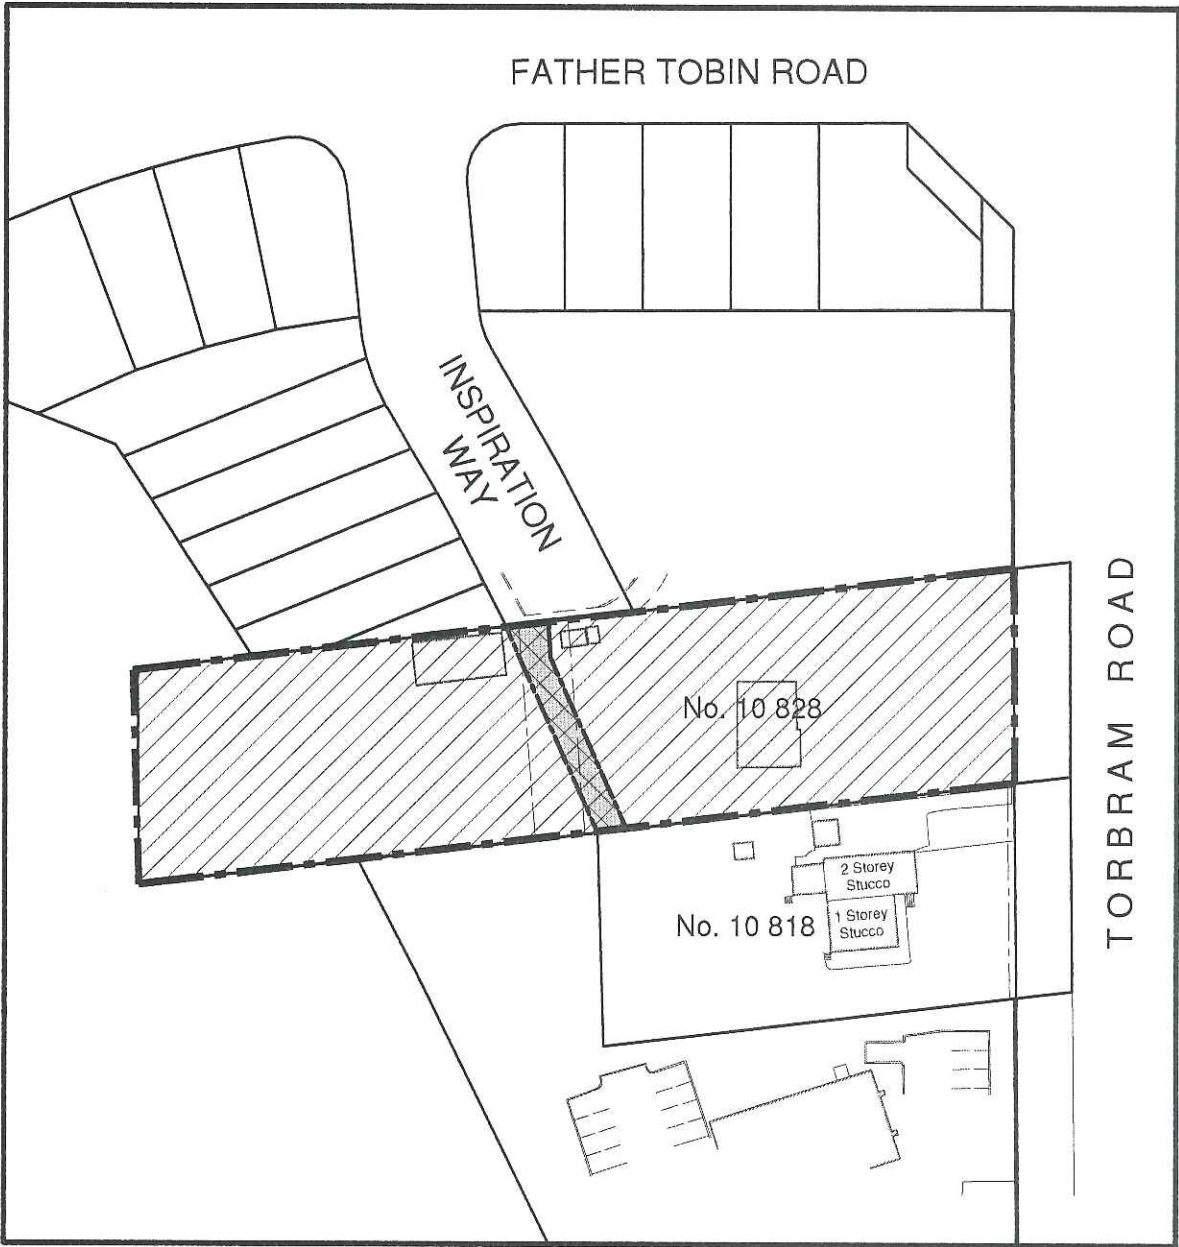 FATHER TOBIN ROAD
INSPIRATION
WAY
TORBRAM ROAD
No. 10 828
2 Storey
Stucco
No. 10 818
1 Storey
Stucco